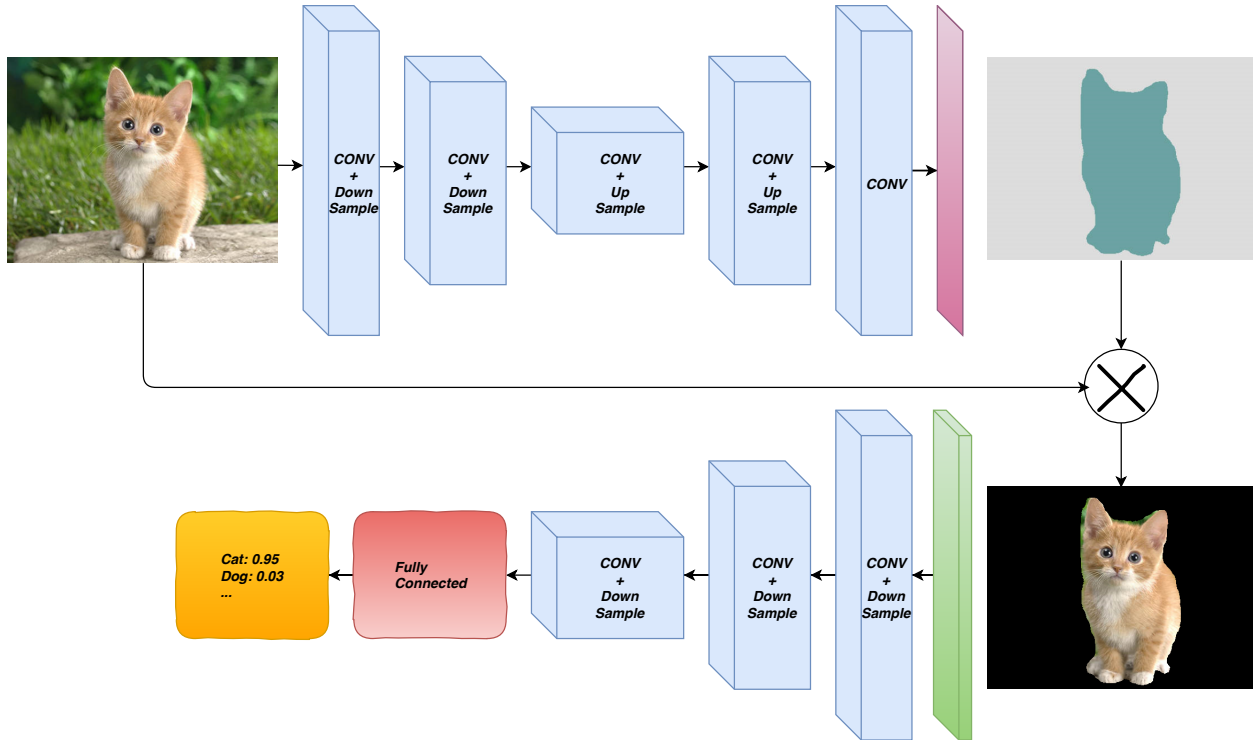 CONV
+
Down
Sample
CONV
+
Down
Sample
CONV
+
Up
Sample
CONV
+
Up
Sample
CONV
Cat: 0.95
Dog: 0.03
...
Fully
Connected
CONV
+
Down
Sample
CONV
+
Down
Sample
CONV
+
Down
Sample